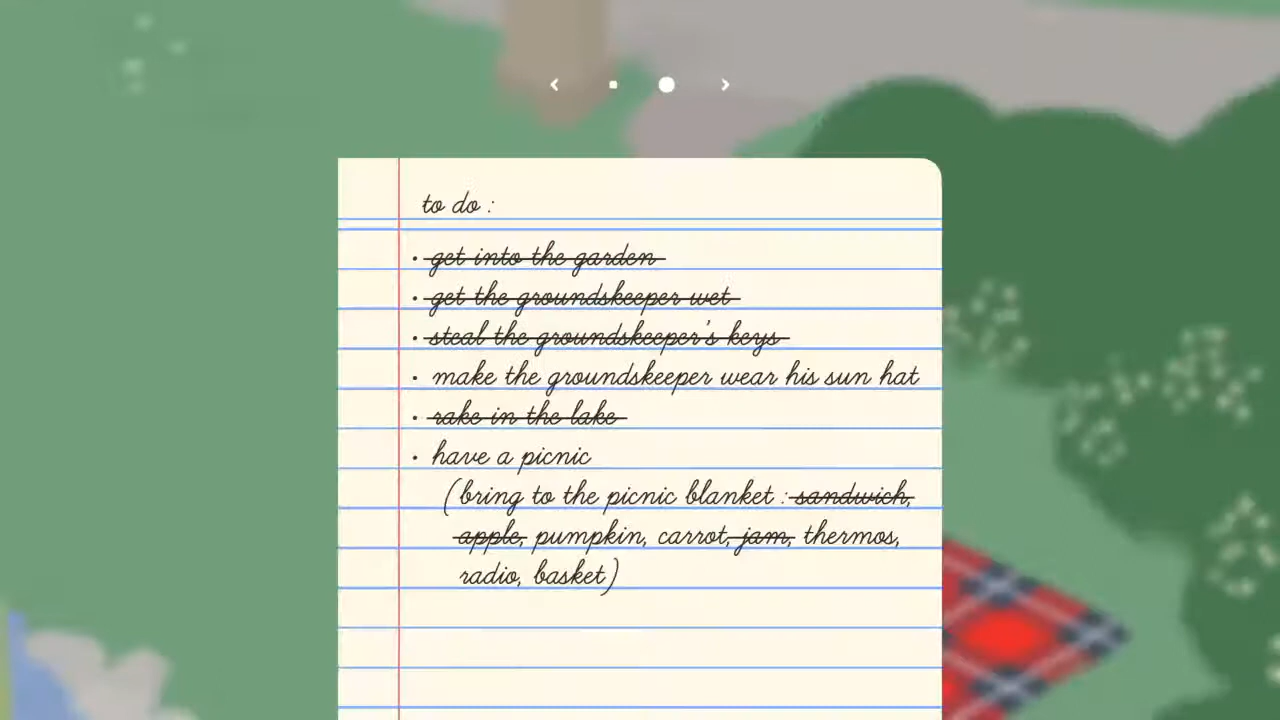 to do :
• get into the garden
• get the groundskeeper wet
• steal the groundskeeper's keys
• make the groundskeeper wear his sun hat
• rake in the lake
• have a picnic
(bring to the picnic blanket : sandwich,
apple, pumpkin, carrot, jam, thermos,
radio, basket)